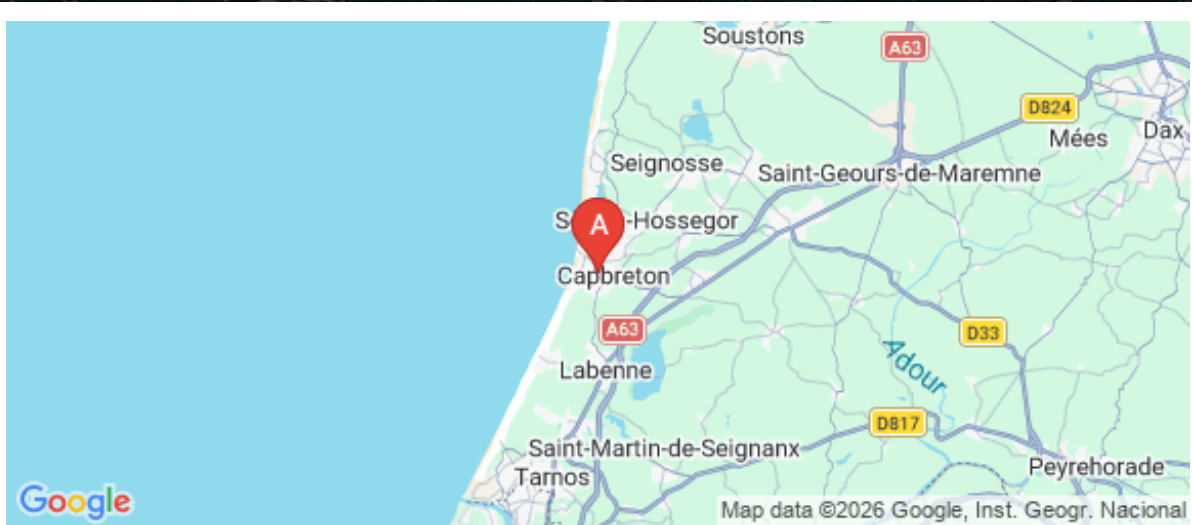 Soustons
A63
D824
Mées
Dax
Seignosse
Saint-Geours-de-Maremne
A
-Hossegor
Capbreton
A63
D33
Labenne
Adour
D817
Saint-Martin-de-Seignanx
Tarnos
Peyrehorade
Google
Map data ©2026 Google, Inst. Geogr. Nacional